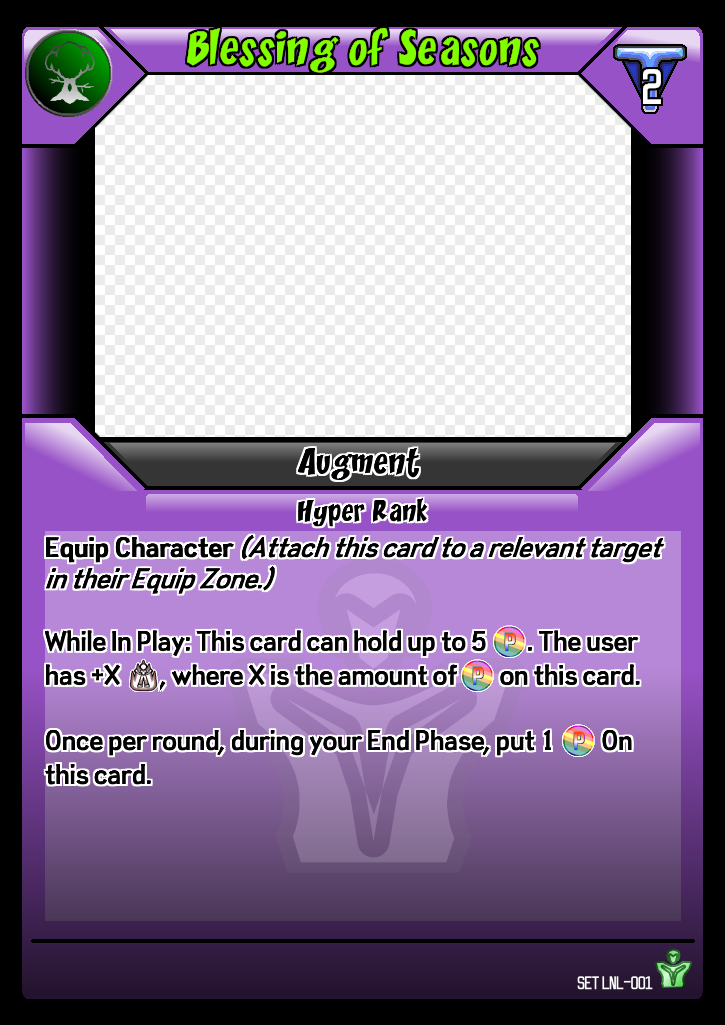 Blessing of Seasons
2
Augment
Hyper Rank
Equip Character (Attach this card to a relevant target
in their Equip Zone.)
While In Play: This card can hold up to 5 P. The user
has +X A, where X is the amount of P on this card.
Once per round, during your End Phase, put 1 P On
this card.
SET LNL-001